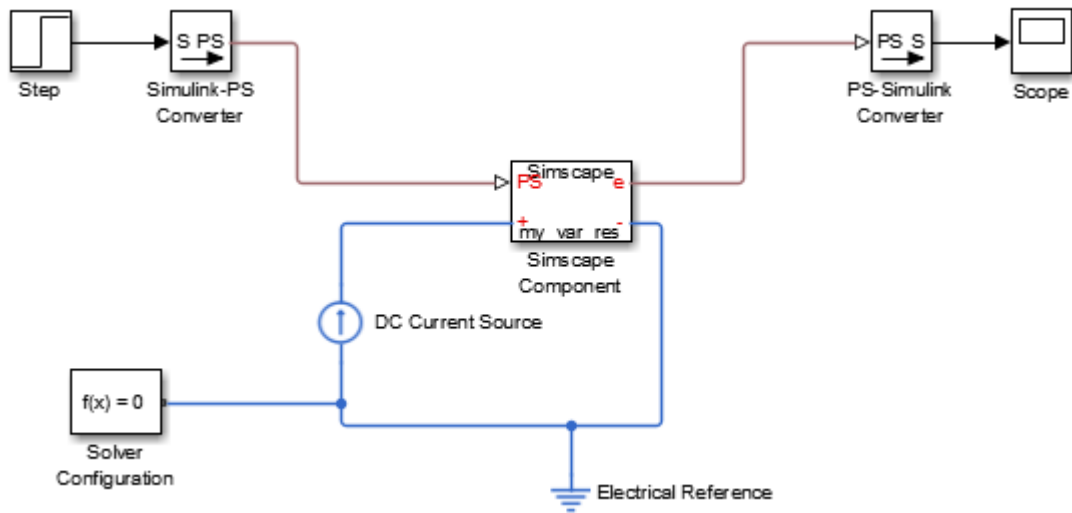 S PS
PS S
Step
Simulink-PS
Converter
PS-Simulink
Converter
Scope
Simscape
PS
e
+
-
my_var_res
Simscape
Component
DC Current Source
f(x) = 0
Solver
Configuration
Electrical Reference